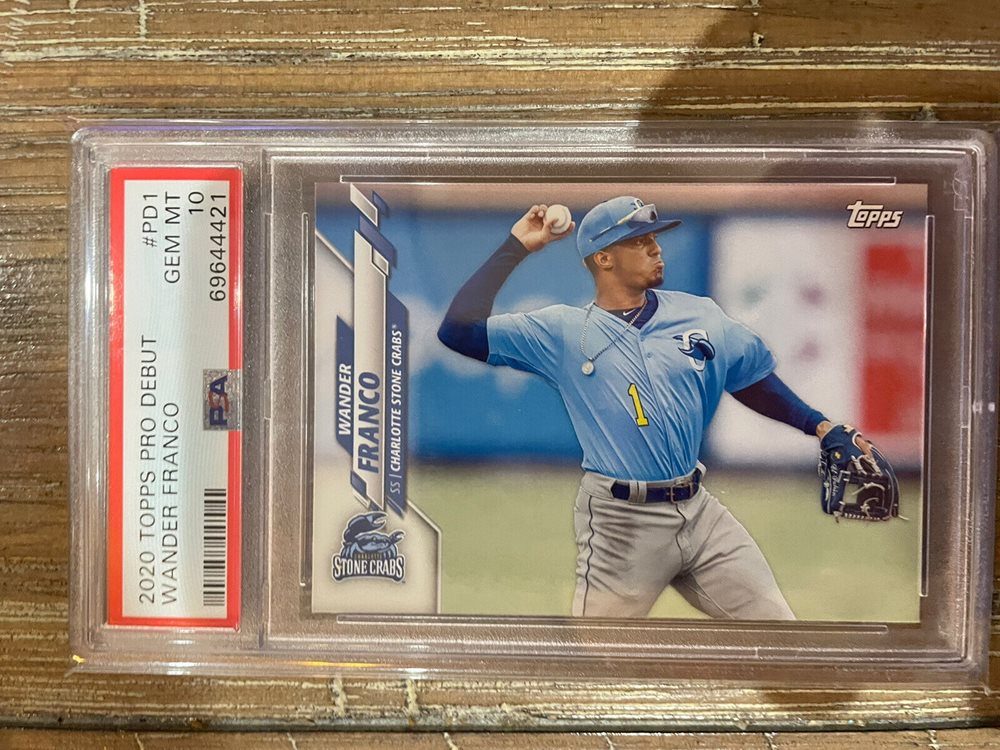 2020 TOPPS PRO DEBUT
WANDER FRANCO
#PD1
GEM MT
10
69644421
PSA
TOPPS
WANDER
FRANCO
SS | CHARLOTTE STONE CRABS®
CHARLOTTE
STONE CRABS
1